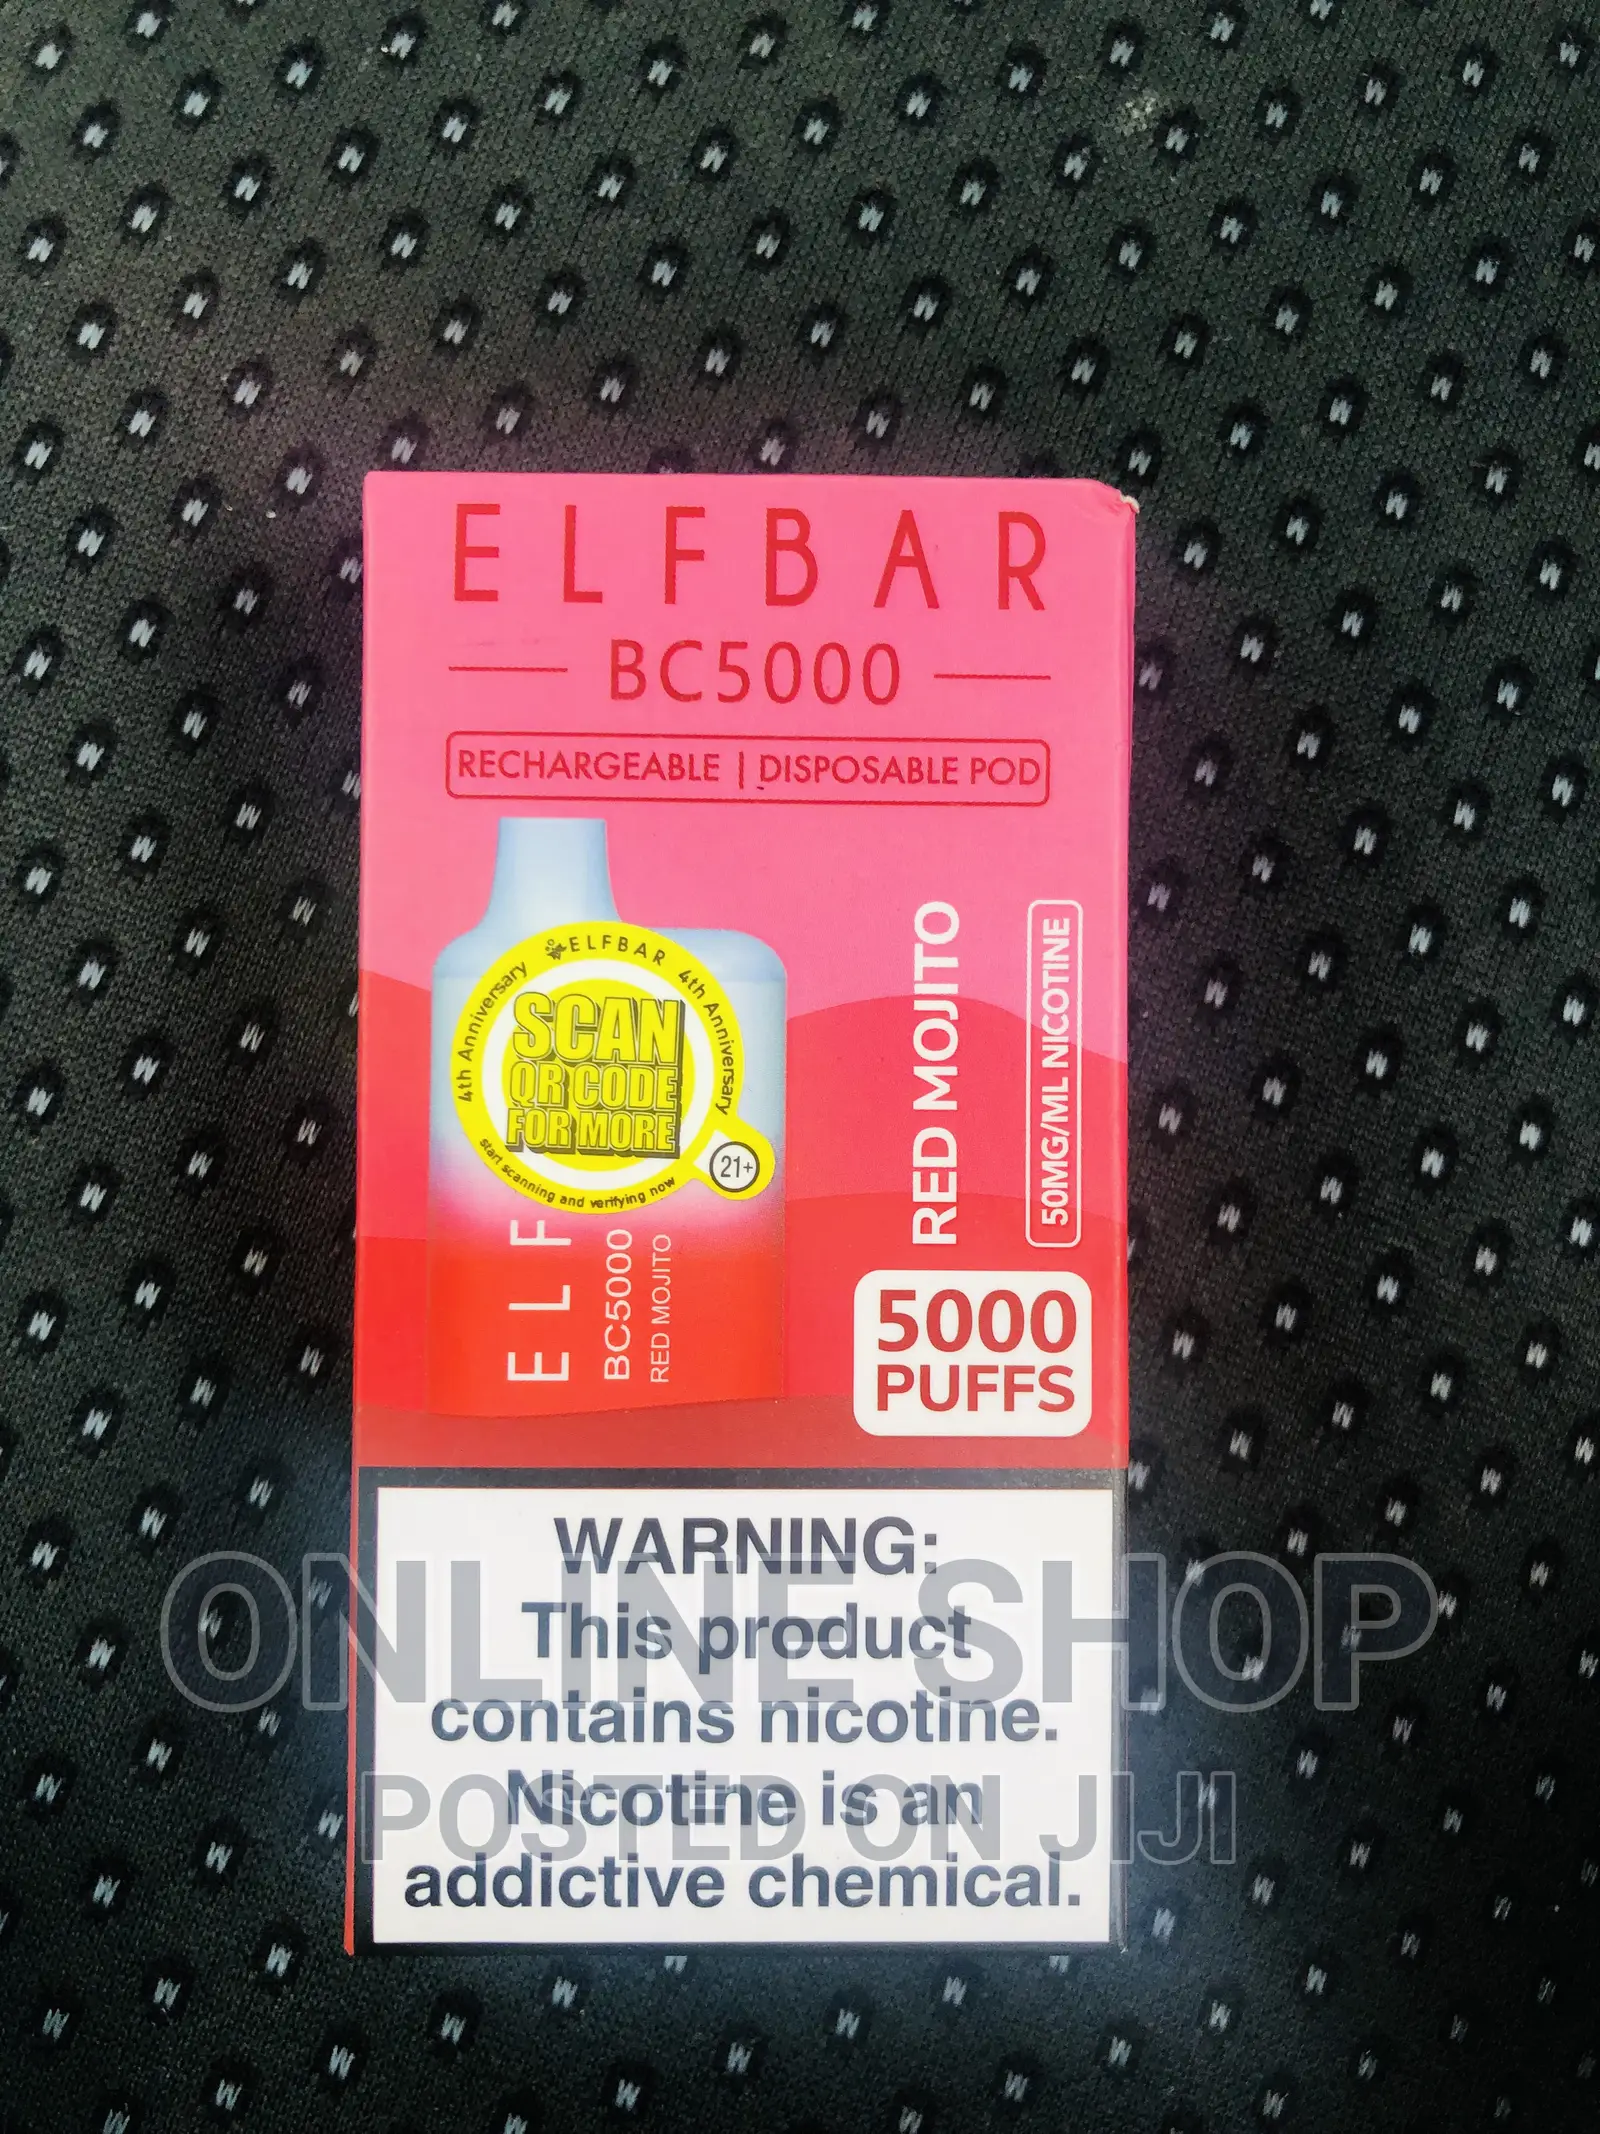 ELFBAR
BC5000
RECHARGEABLE | DISPOSABLE POD
ELFBAR
4th Anniversary
4th Anniversary
SCAN
QR CODE
FOR MORE
start scanning and verifying now
21+
ELF
BC5000
RED MOJITO
RED MOJITO
50MG/ML NICOTINE
5000
PUFFS
WARNING:
This product
contains nicotine.
Nicotine is an
addictive chemical.
ONLINE SHOP
POSTED ON JIJI